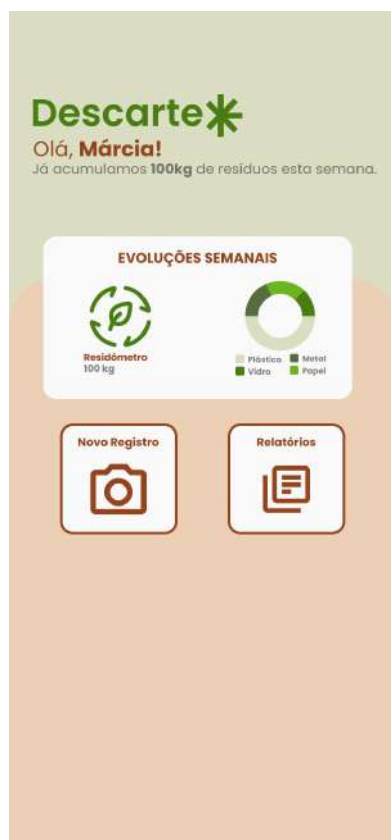 Descarte*
Olá, Márcia!
Já acumulamos 100kg de resíduos esta semana.
EVOLUÇÕES SEMANAIS
Residômetro
100 kg
Plástico Metal
Vidro Papel
Novo Registro
Relatórios